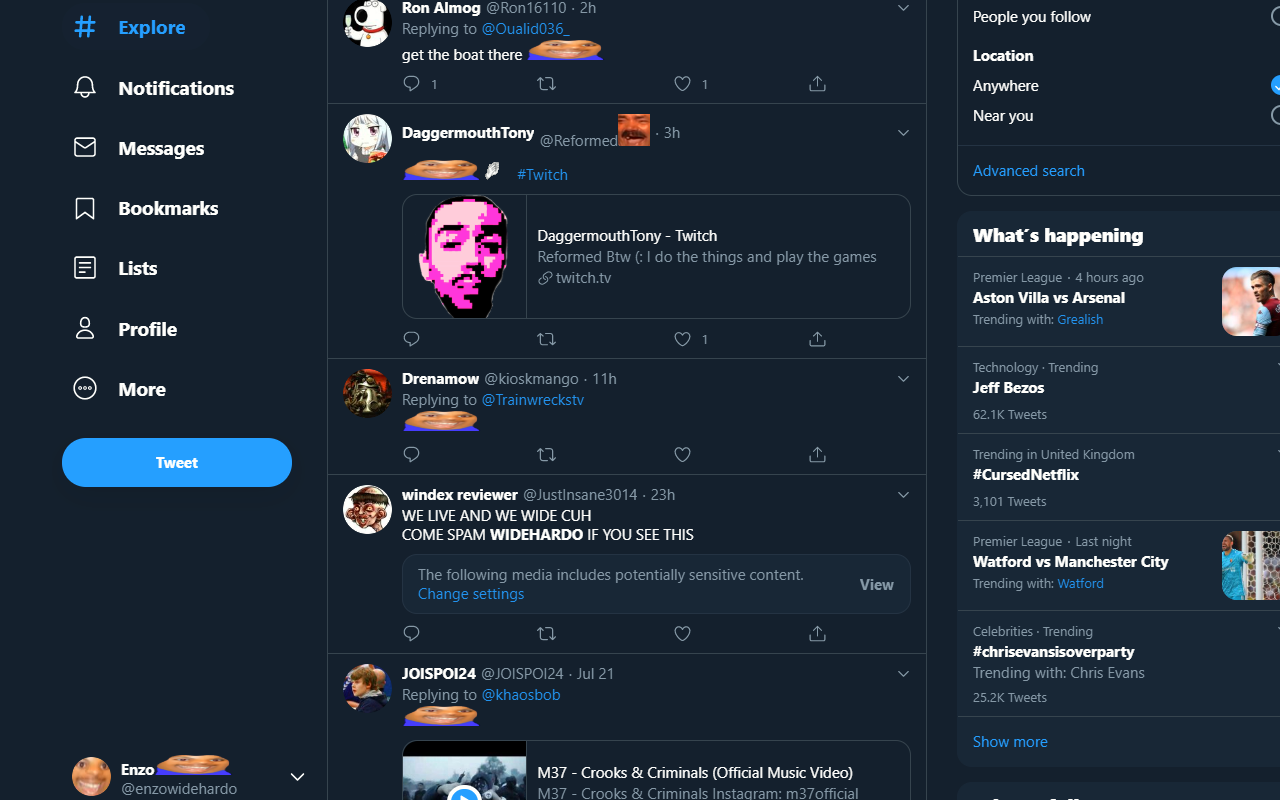 Explore
Notifications
Messages
Bookmarks
Lists
Profile
More
Tweet
Enzo
@enzowidehardo
Ron Almog @Ron16110 · 2h
Replying to @Oualid036_
get the boat there
1 1
DaggermouthTony @Reformed · 3h
#Twitch
DaggermouthTony - Twitch
Reformed Btw (: I do the things and play the games
twitch.tv
1
Drenamow @kioskmango · 11h
Replying to @Trainwreckstv
windex reviewer @JustInsane3014 · 23h
WE LIVE AND WE WIDE CUH
COME SPAM WIDEHARDO IF YOU SEE THIS
The following media includes potentially sensitive content.
Change settings
View
JOISPOI24 @JOISPOI24 · Jul 21
Replying to @khaosbob
M37 - Crooks & Criminals (Official Music Video)
M37 - Crooks & Criminals Instagram: m37official
People you follow
Location
Anywhere
Near you
Advanced search
What´s happening
Premier League · 4 hours ago
Aston Villa vs Arsenal
Trending with: Grealish
Technology · Trending
Jeff Bezos
62.1K Tweets
Trending in United Kingdom
#CursedNetflix
3,101 Tweets
Premier League · Last night
Watford vs Manchester City
Trending with: Watford
Celebrities · Trending
#chrisevansisoverparty
Trending with: Chris Evans
25.2K Tweets
Show more